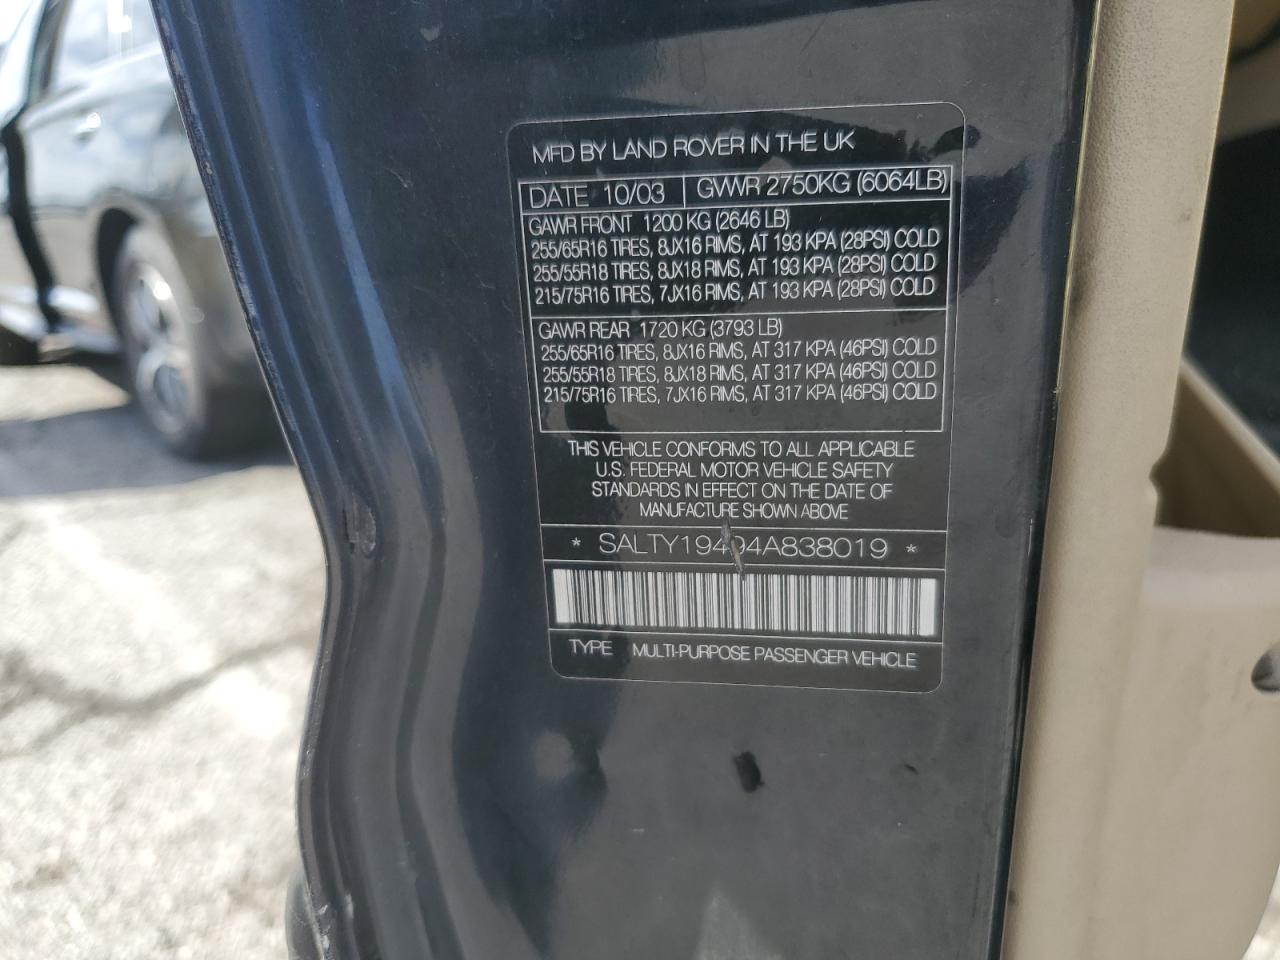 MFD BY LAND ROVER IN THE UK
DATE 10/03 GVWR 2750KG (6064LB)
GAWR FRONT 1200 KG (2646 LB)
255/65R16 TIRES, 8JX16 RIMS, AT 193 KPA (28PSI) COLD
255/55R18 TIRES, 8JX18 RIMS, AT 193 KPA (28PSI) COLD
215/75R16 TIRES, 7JX16 RIMS, AT 193 KPA (28PSI) COLD
GAWR REAR 1720 KG (3793 LB)
255/65R16 TIRES, 8JX16 RIMS, AT 317 KPA (46PSI) COLD
255/55R18 TIRES, 8JX18 RIMS, AT 317 KPA (46PSI) COLD
215/75R16 TIRES, 7JX16 RIMS, AT 317 KPA (46PSI) COLD
THIS VEHICLE CONFORMS TO ALL APPLICABLE
U.S. FEDERAL MOTOR VEHICLE SAFETY
STANDARDS IN EFFECT ON THE DATE OF
MANUFACTURE SHOWN ABOVE
* SALTY19494A838019 *
TYPE MULTI-PURPOSE PASSENGER VEHICLE